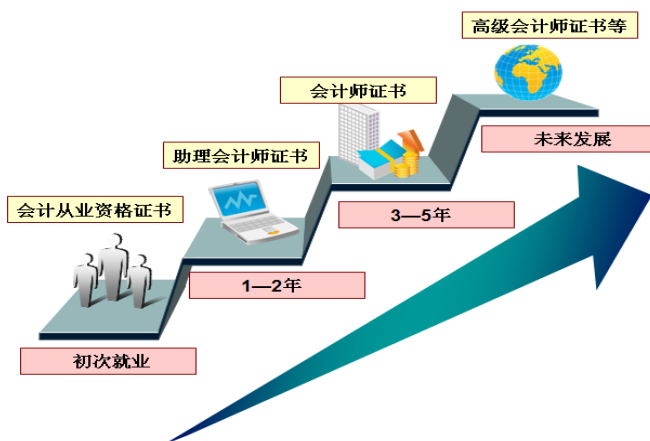 高级会计师证书等
未来发展
会计师证书
3—5年
助理会计师证书
1—2年
会计从业资格证书
初次就业